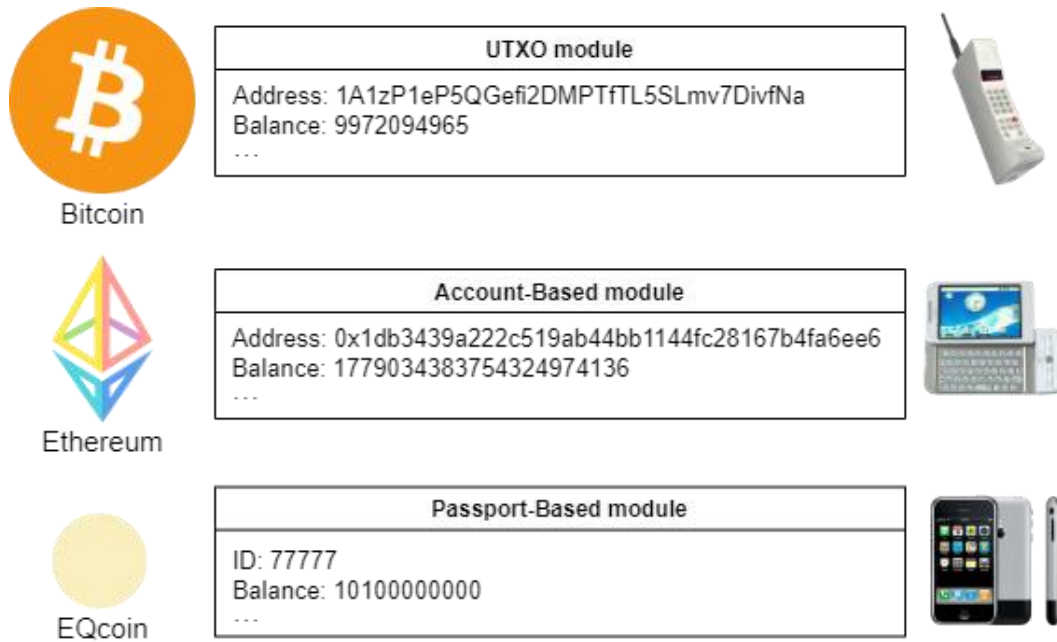 UTXO module
Address: 1A1zP1eP5QGefi2DMPTfTL5SLmv7DivfNa
Balance: 9972094965
...
Bitcoin
Account-Based module
Address: 0x1db3439a222c519ab44bb1144fc28167b4fa6ee6
Balance: 1779034383754324974136
...
Ethereum
Passport-Based module
ID: 77777
Balance: 10100000000
...
EQcoin